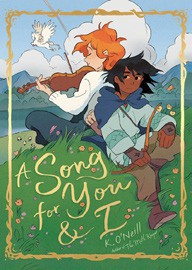 A Song
for You
& I
K. O'Neill